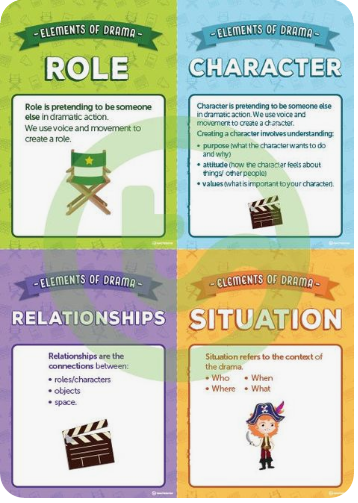 - ELEMENTS OF DRAMA -
ROLE
Role is pretending to be someone
else in dramatic action.
We use voice and movement to
create a role.
- ELEMENTS OF DRAMA -
CHARACTER
Character is pretending to be someone else
in dramatic action. We use voice and
movement to create a character.
Creating a character involves understanding:
• purpose (what the character wants to do
and why)
• attitude (how the character feels about
things/ other people)
• values (what is important to your character).
- ELEMENTS OF DRAMA -
RELATIONSHIPS
Relationships are the
connections between:
• roles/characters
• objects
• space.
- ELEMENTS OF DRAMA -
SITUATION
Situation refers to the context of
the drama.
• Who • When
• Where • What